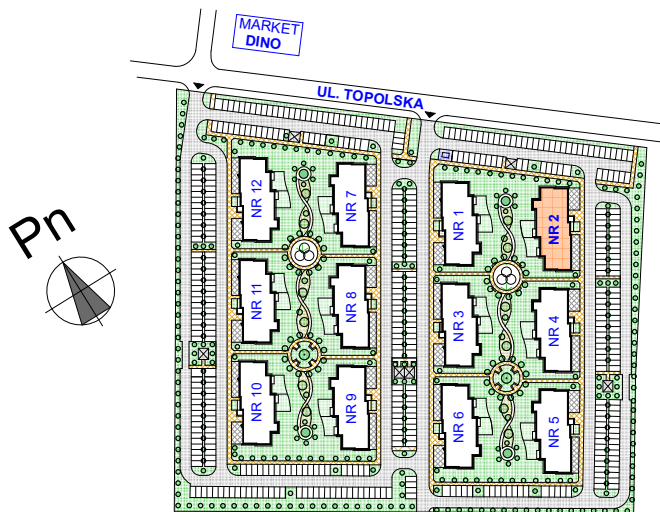 MARKET
DINO
UL. TOPOLSKA
Pn
NR 12
NR 7
NR 1
NR 2
NR 11
NR 8
NR 3
NR 4
NR 10
NR 9
NR 6
NR 5